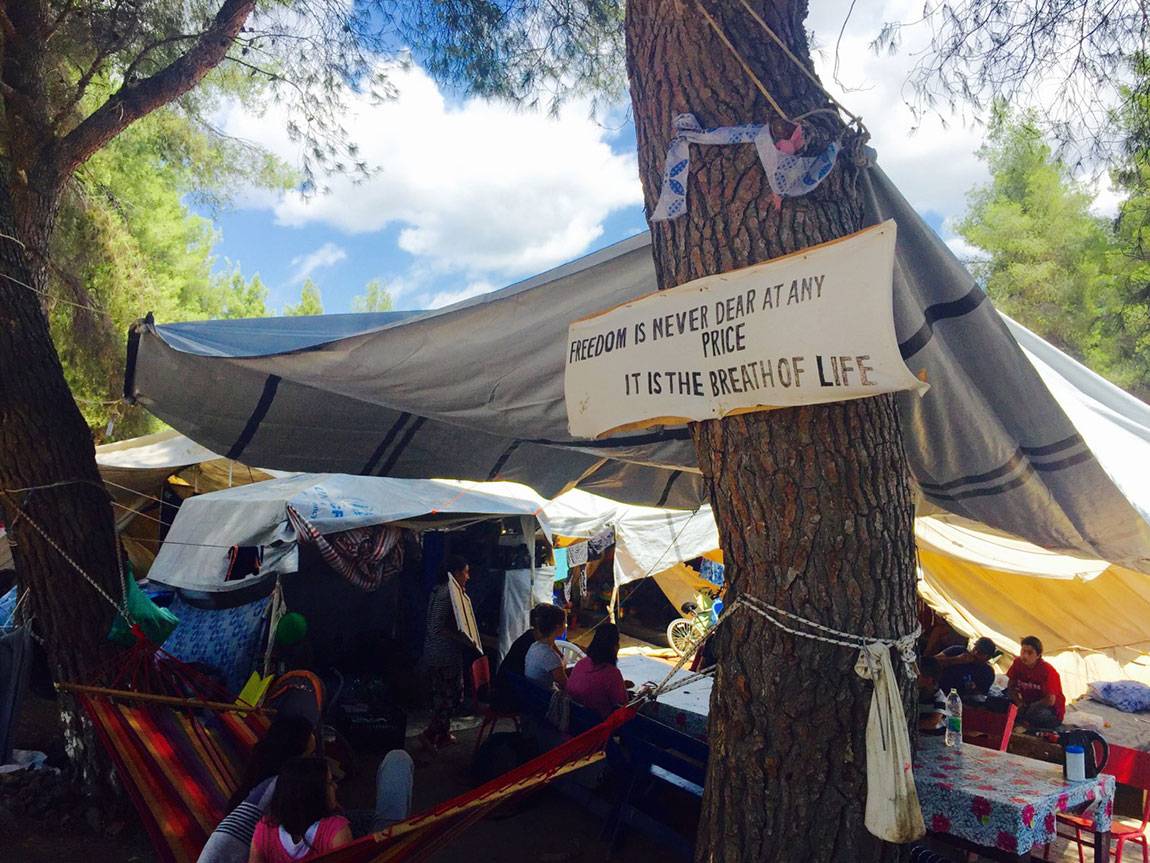 FREEDOM IS NEVER DEAR AT ANY
PRICE
IT IS THE BREATH OF LIFE